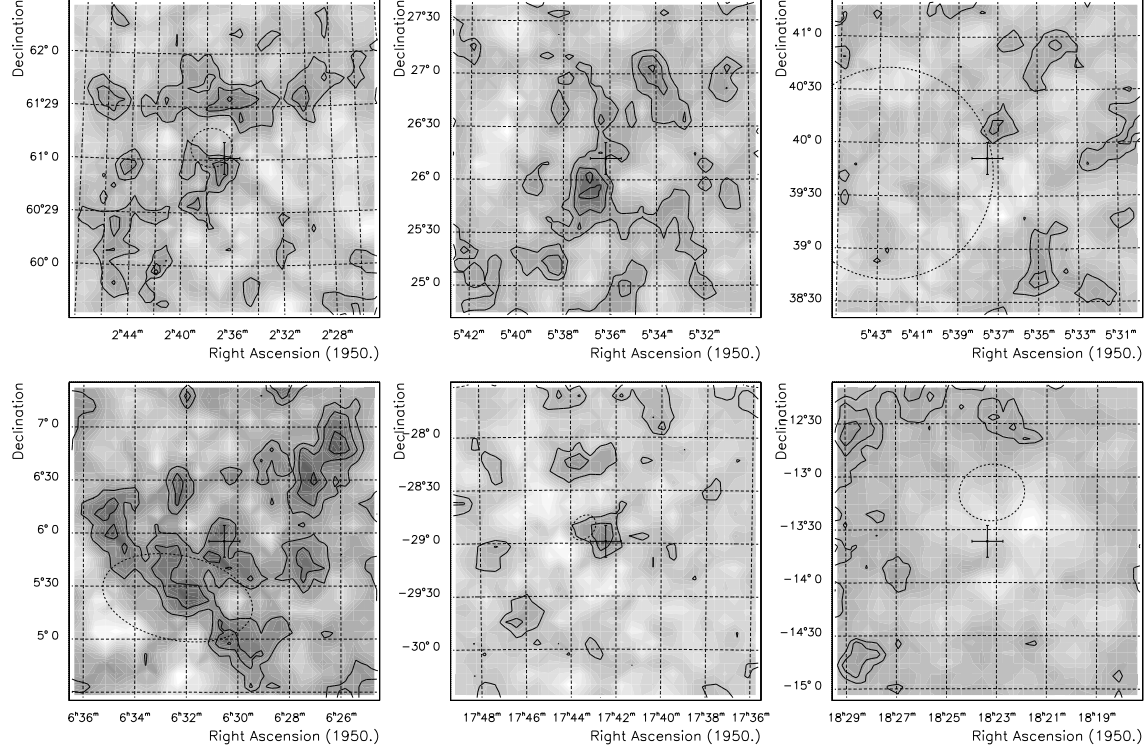 Declination
62° 0
61°29
61° 0
60°29
60° 0
2ʰ44ᵐ 2ʰ40ᵐ 2ʰ36ᵐ 2ʰ32ᵐ 2ʰ28ᵐ
Right Ascension (1950.)
Declination
27°30
27° 0
26°30
26° 0
25°30
25° 0
5ʰ42ᵐ 5ʰ40ᵐ 5ʰ38ᵐ 5ʰ36ᵐ 5ʰ34ᵐ 5ʰ32ᵐ
Right Ascension (1950.)
Declination
41° 0
40°30
40° 0
39°30
39° 0
38°30
5ʰ43ᵐ 5ʰ41ᵐ 5ʰ39ᵐ 5ʰ37ᵐ 5ʰ35ᵐ 5ʰ33ᵐ 5ʰ31ᵐ
Right Ascension (1950.)
Declination
7° 0
6°30
6° 0
5°30
5° 0
6ʰ36ᵐ 6ʰ34ᵐ 6ʰ32ᵐ 6ʰ30ᵐ 6ʰ28ᵐ 6ʰ26ᵐ
Right Ascension (1950.)
Declination
-28° 0
-28°30
-29° 0
-29°30
-30° 0
17ʰ48ᵐ 17ʰ46ᵐ 17ʰ44ᵐ 17ʰ42ᵐ 17ʰ40ᵐ 17ʰ38ᵐ 17ʰ36ᵐ
Right Ascension (1950.)
Declination
-12°30
-13° 0
-13°30
-14° 0
-14°30
-15° 0
18ʰ29ᵐ 18ʰ27ᵐ 18ʰ25ᵐ 18ʰ23ᵐ 18ʰ21ᵐ 18ʰ19ᵐ
Right Ascension (1950.)